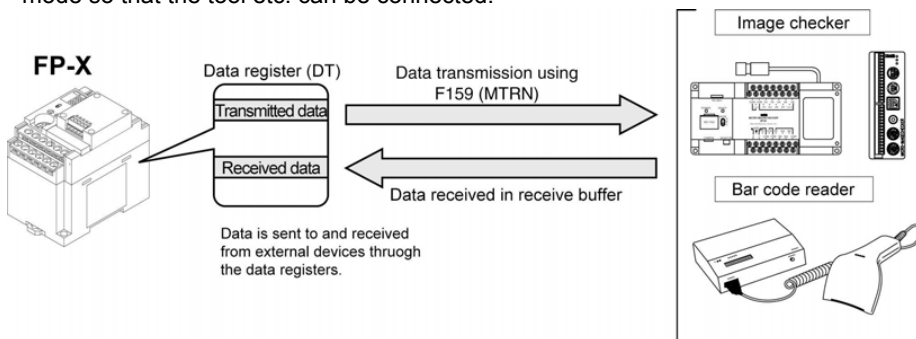 mode so that the tool etc. can be connected.
Image checker
FP-X
Data register (DT)
Data transmission using
F159 (MTRN)
Transmitted data
Received data
Data received in receive buffer
Bar code reader
Data is sent to and received
from external devices thruogh
the data registers.